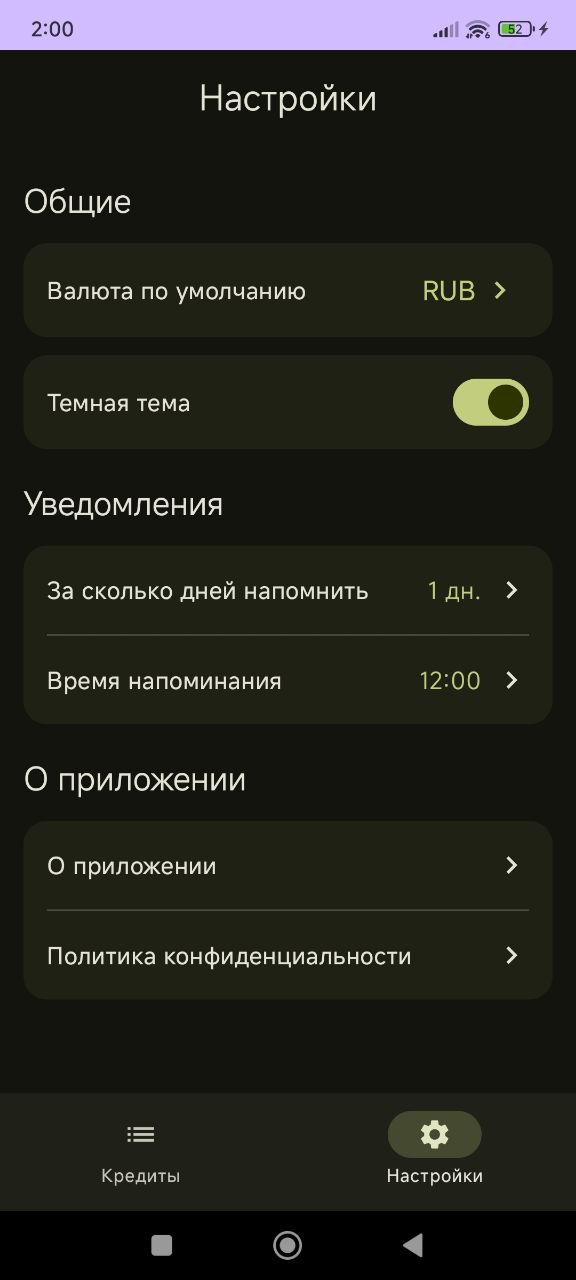 2:00
52
Настройки
Общие
Валюта по умолчанию RUB
Темная тема
Уведомления
За сколько дней напомнить 1 дн.
Время напоминания 12:00
О приложении
О приложении
Политика конфиденциальности
Кредиты Настройки